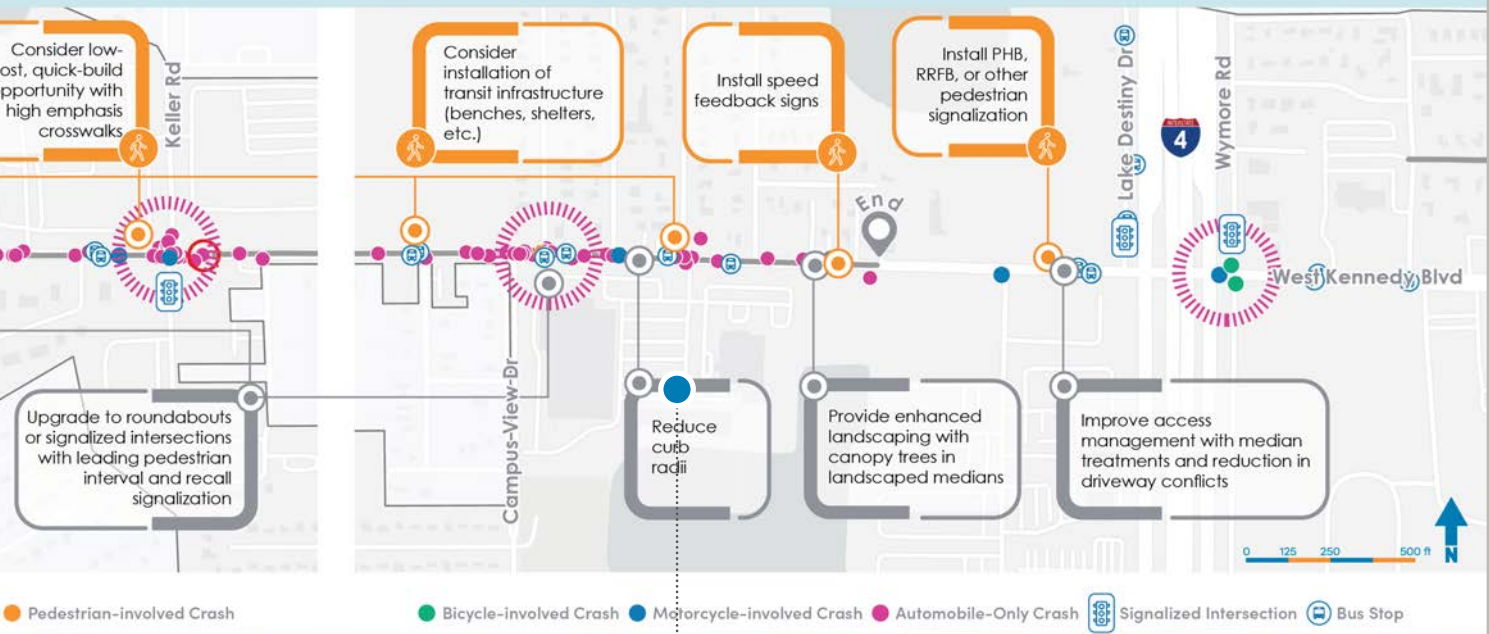 Consider low-
ost, quick-build
pportunity with
high emphasis
crosswalks
Keller Rd
Consider
installation of
transit infrastructure
(benches, shelters,
etc.)
Install speed
feedback signs
Install PHB,
RRFB, or other
pedestrian
signalization
Lake Destiny Dr
INTERSTATE
4
Wymore Rd
End
West Kennedy Blvd
Campus-View-Dr
Upgrade to roundabouts
or signalized intersections
with leading pedestrian
interval and recall
signalization
Reduce
curb
radii
Provide enhanced
landscaping with
canopy trees in
landscaped medians
Improve access
management with median
treatments and reduction in
driveway conflicts
0 125 250 500 ft
N
Pedestrian-involved Crash
Bicycle-involved Crash
Motorcycle-involved Crash
Automobile-Only Crash
Signalized Intersection
Bus Stop